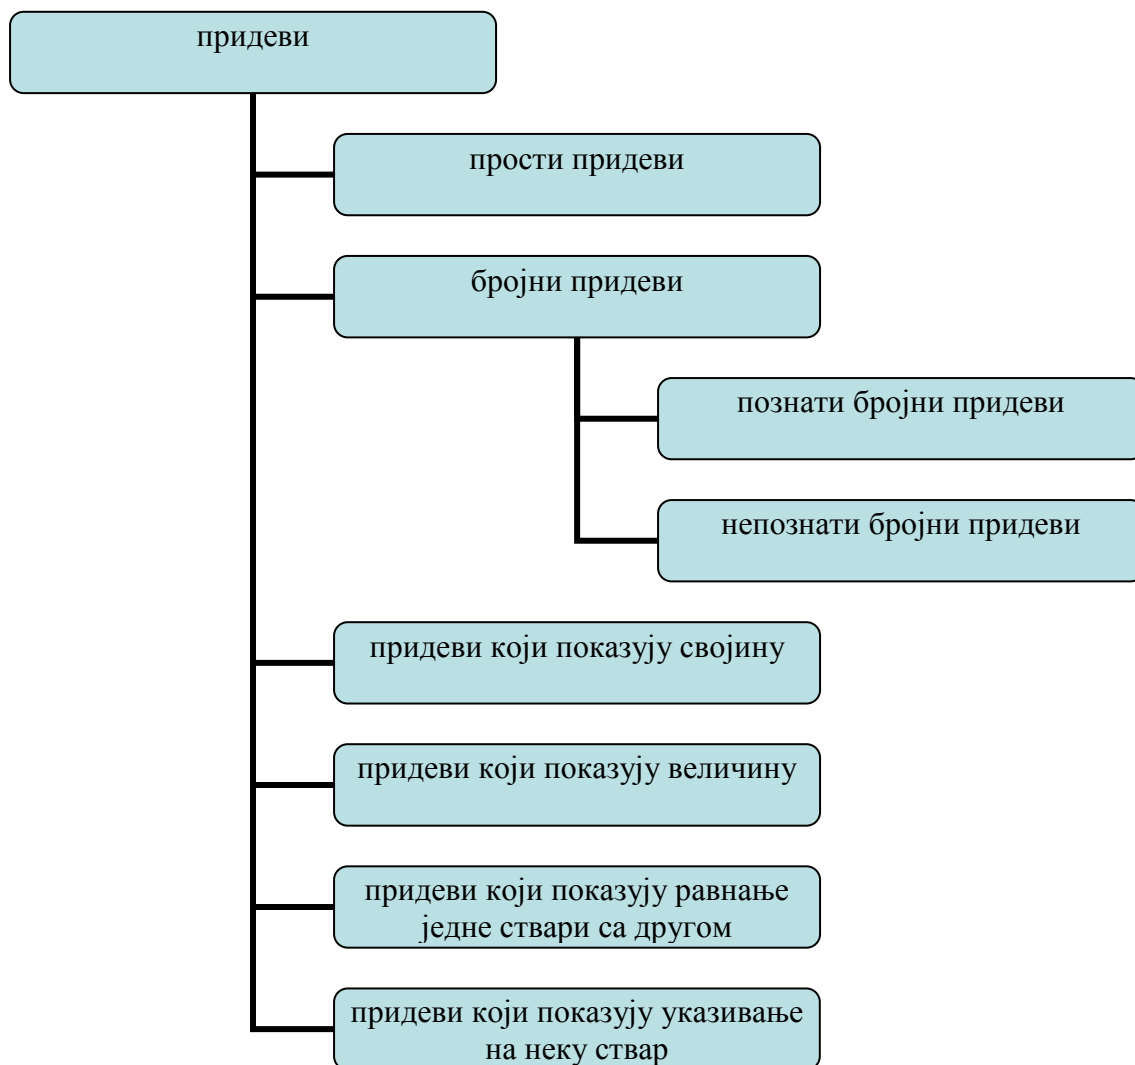 придеви
прости придеви
бројни придеви
познати бројни придеви
непознати бројни придеви
придеви који показују својину
придеви који показују величину
придеви који показују равнање
једне ствари са другом
придеви који показују указивање
на неку ствар